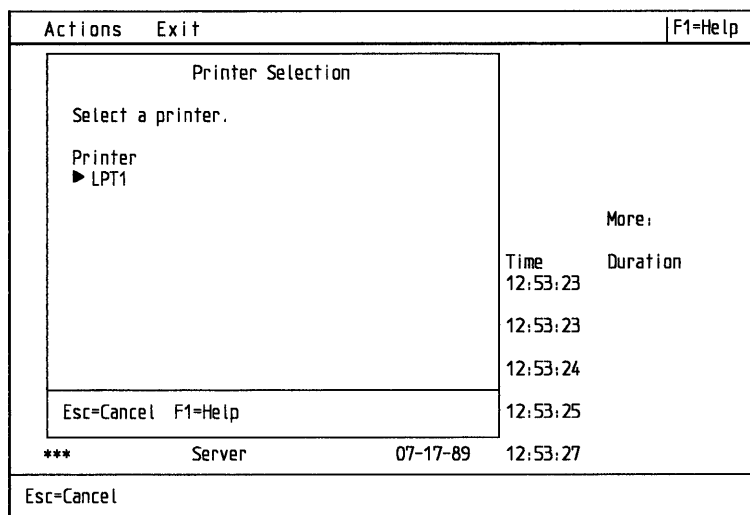 Actions Exit F1=Help
Printer Selection
Select a printer.
Printer
▶ LPT1
More:
Time Duration
12:53:23
12:53:23
12:53:24
Esc=Cancel F1=Help 12:53:25
*** Server 07-17-89 12:53:27
Esc=Cancel